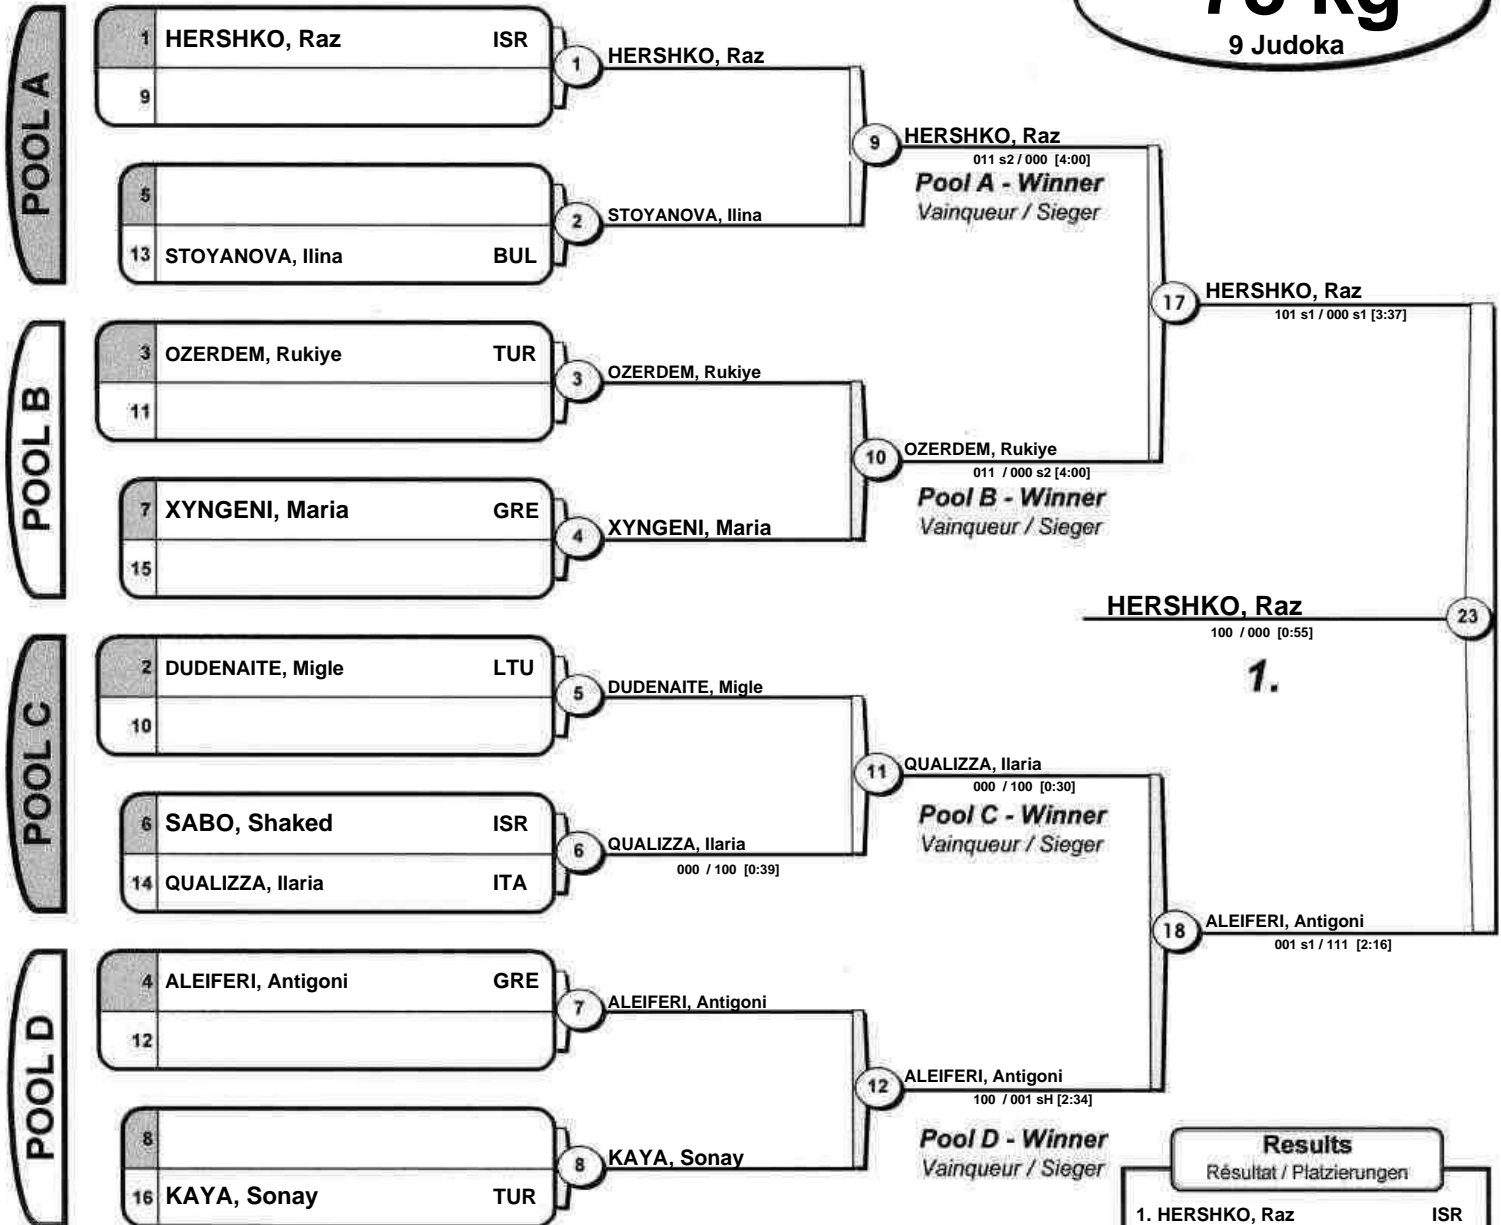 78 kg
9 Judoka
POOL A
1 HERSHKO, Raz ISR
9
1
HERSHKO, Raz
5
13 STOYANOVA, Ilina BUL
2
STOYANOVA, Ilina
9
HERSHKO, Raz
011 s2 / 000 [4:00]
Pool A - Winner
Vainqueur / Sieger
POOL B
3 OZERDEM, Rukiye TUR
11
3
OZERDEM, Rukiye
7 XYNGENI, Maria GRE
15
4
XYNGENI, Maria
10
OZERDEM, Rukiye
011 / 000 s2 [4:00]
Pool B - Winner
Vainqueur / Sieger
17
HERSHKO, Raz
101 s1 / 000 s1 [3:37]
HERSHKO, Raz
23
100 / 000 [0:55]
1.
POOL C
2 DUDENAITE, Migle LTU
10
5
DUDENAITE, Migle
6 SABO, Shaked ISR
14 QUALIZZA, Ilaria ITA
6
QUALIZZA, Ilaria
000 / 100 [0:39]
11
QUALIZZA, Ilaria
000 / 100 [0:30]
Pool C - Winner
Vainqueur / Sieger
POOL D
4 ALEIFERI, Antigoni GRE
12
7
ALEIFERI, Antigoni
8
16 KAYA, Sonay TUR
8
KAYA, Sonay
12
ALEIFERI, Antigoni
100 / 001 sH [2:34]
Pool D - Winner
Vainqueur / Sieger
18
ALEIFERI, Antigoni
001 s1 / 111 [2:16]
Results
Résultat / Platzierungen
1. HERSHKO, Raz ISR